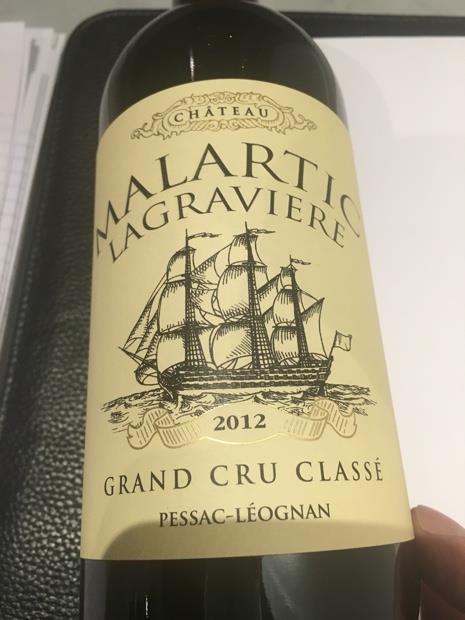 CHÂTEAU
MALARTIC
LAGRAVIERE
2012
GRAND CRU CLASSÉ
PESSAC-LÉOGNAN